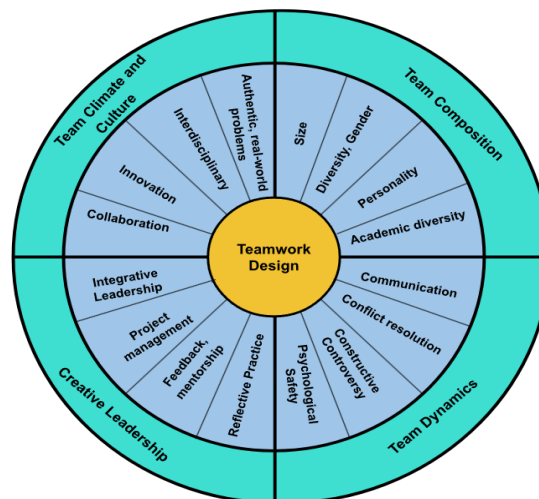 Team Climate and
Culture
Team Composition
Authentic, real-world
problems
Interdisciplinary
Innovation
Collaboration
Size
Diversity, Gender
Personality
Academic diversity
Teamwork
Design
Integrative
Leadership
Project
management
Feedback,
mentorship
Reflective Practice
Communication
Conflict resolution
Constructive
Controversy
Psychological
Safety
Creative Leadership
Team Dynamics